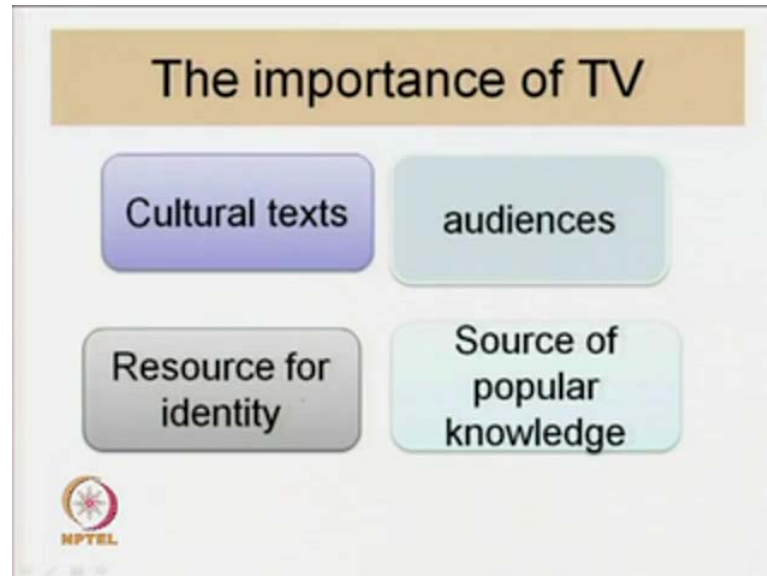 The importance of TV
Cultural texts
audiences
Resource for
identity
Source of
popular
knowledge
NPTEL